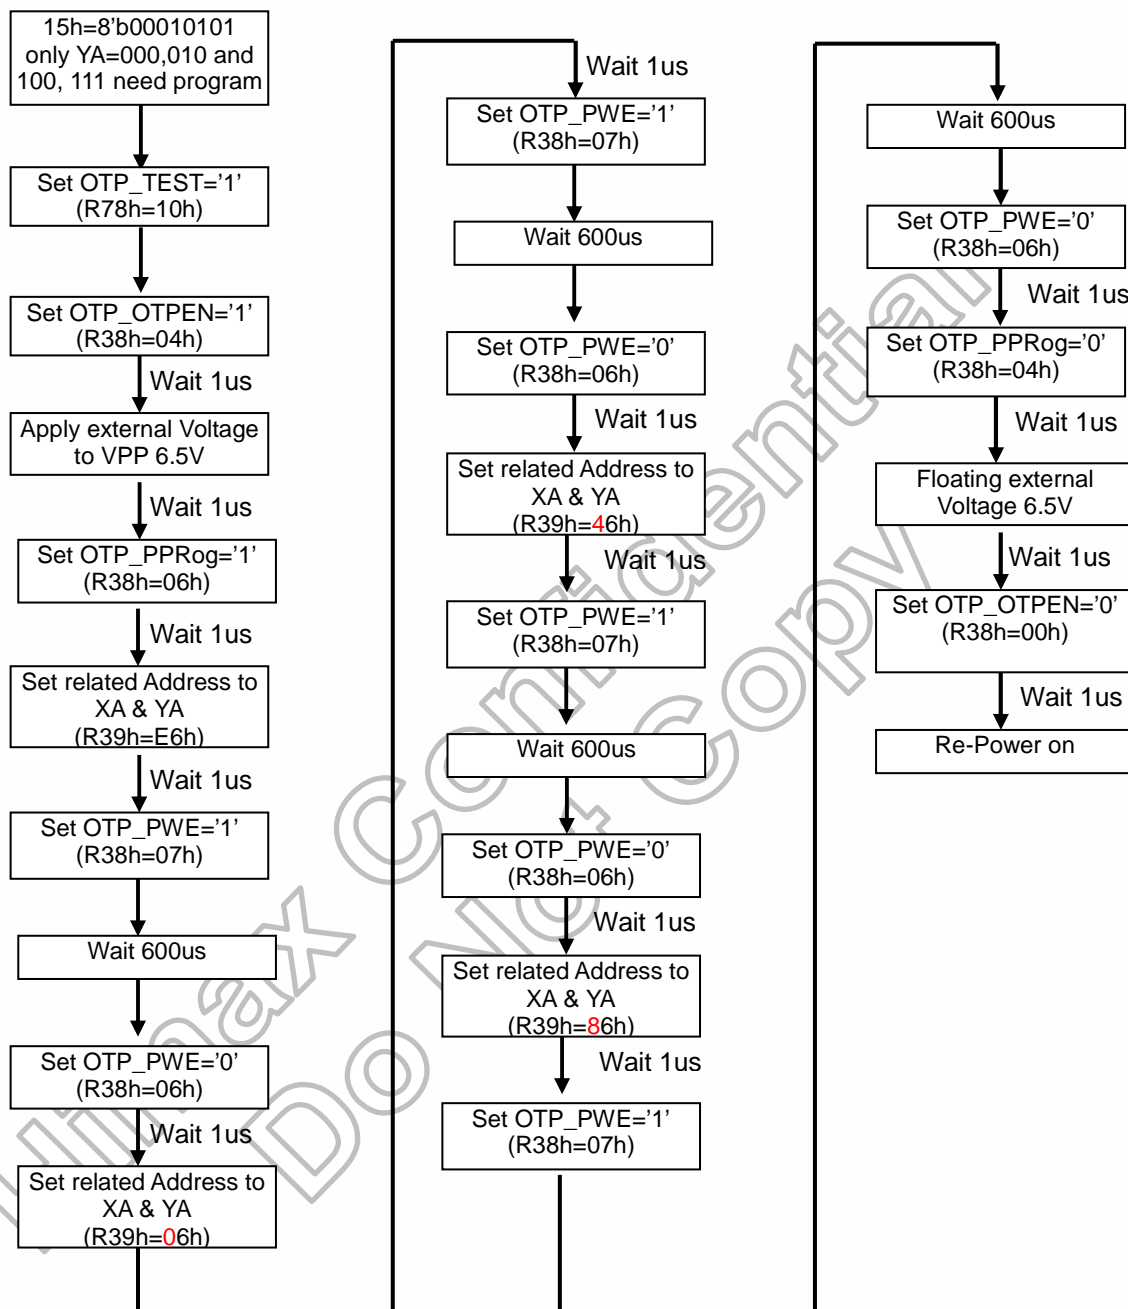 15h=8'b00010101
only YA=000,010 and
100, 111 need program
Set OTP_TEST='1'
(R78h=10h)
Set OTP_OTPEN='1'
(R38h=04h)
Wait 1us
Apply external Voltage
to VPP 6.5V
Wait 1us
Set OTP_PPRog='1'
(R38h=06h)
Wait 1us
Set related Address to
XA & YA
(R39h=E6h)
Wait 1us
Set OTP_PWE='1'
(R38h=07h)
Wait 600us
Set OTP_PWE='0'
(R38h=06h)
Wait 1us
Set related Address to
XA & YA
(R39h=06h)
Wait 1us
Set OTP_PWE='1'
(R38h=07h)
Wait 600us
Set OTP_PWE='0'
(R38h=06h)
Wait 1us
Set related Address to
XA & YA
(R39h=46h)
Wait 1us
Set OTP_PWE='1'
(R38h=07h)
Wait 600us
Set OTP_PWE='0'
(R38h=06h)
Wait 1us
Set related Address to
XA & YA
(R39h=86h)
Wait 1us
Set OTP_PWE='1'
(R38h=07h)
Wait 600us
Set OTP_PWE='0'
(R38h=06h)
Wait 1us
Set OTP_PPRog='0'
(R38h=04h)
Wait 1us
Floating external
Voltage 6.5V
Wait 1us
Set OTP_OTPEN='0'
(R38h=00h)
Wait 1us
Re-Power on
Himax Confidential
Do Not Copy